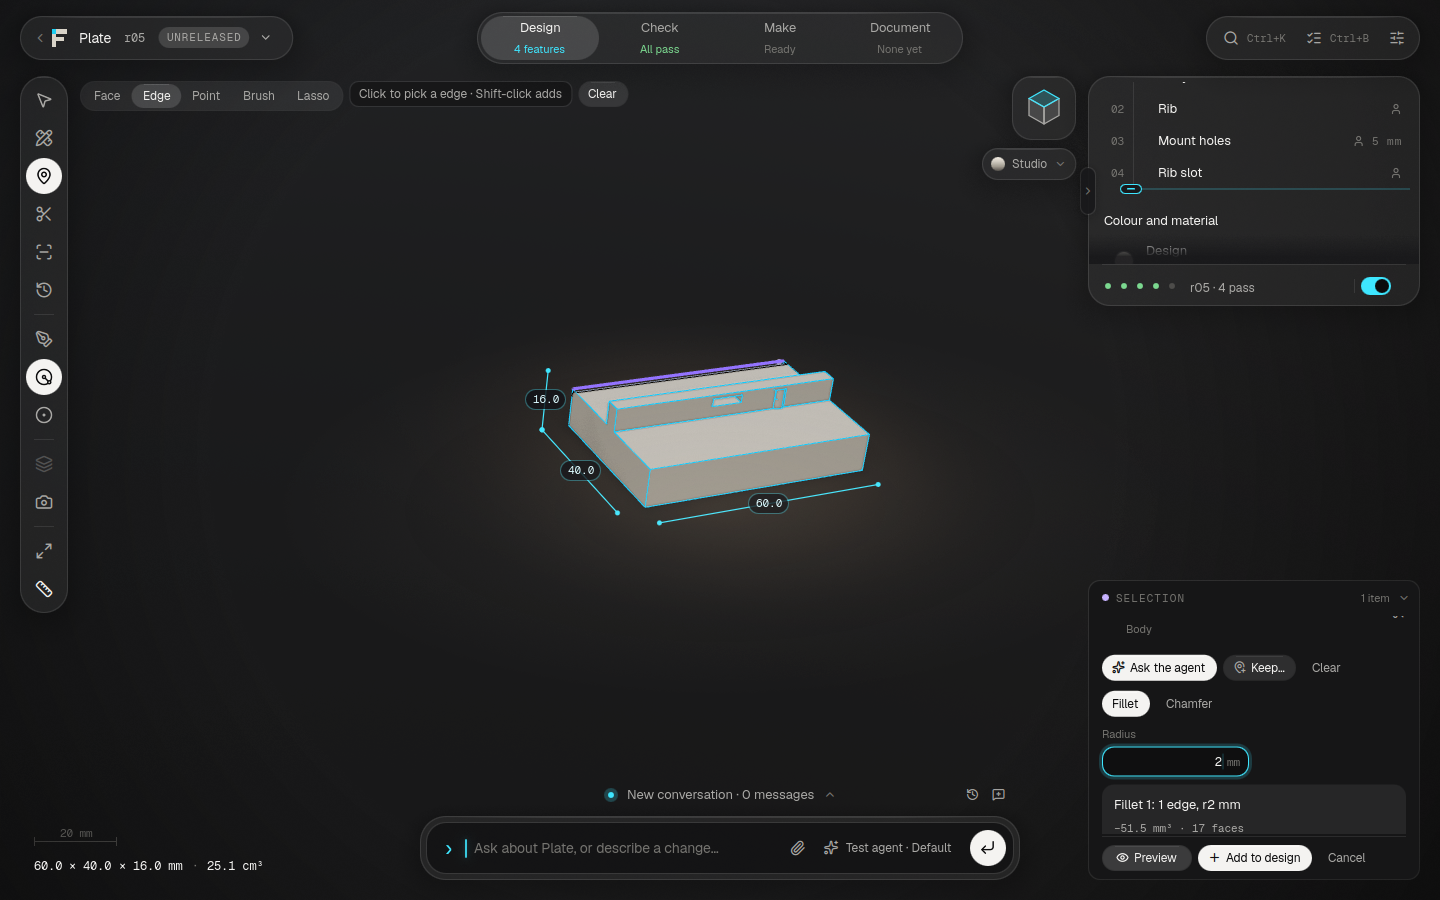 Plate r05 UNRELEASED
Design
4 features
Check
All pass
Make
Ready
Document
None yet
Ctrl+K Ctrl+B
Face Edge Point Brush Lasso
Click to pick a edge · Shift-click adds
Clear
Studio
02 Rib
03 Mount holes 5 mm
04 Rib slot
Colour and material
Design
r05 · 4 pass
16.0
40.0
60.0
SELECTION 1 item
Body
Ask the agent Keep… Clear
Fillet Chamfer
Radius
2 mm
Fillet 1: 1 edge, r2 mm
−51.5 mm³ · 17 faces
Preview Add to design Cancel
New conversation · 0 messages
Ask about Plate, or describe a change…
Test agent · Default
20 mm
60.0 × 40.0 × 16.0 mm · 25.1 cm³